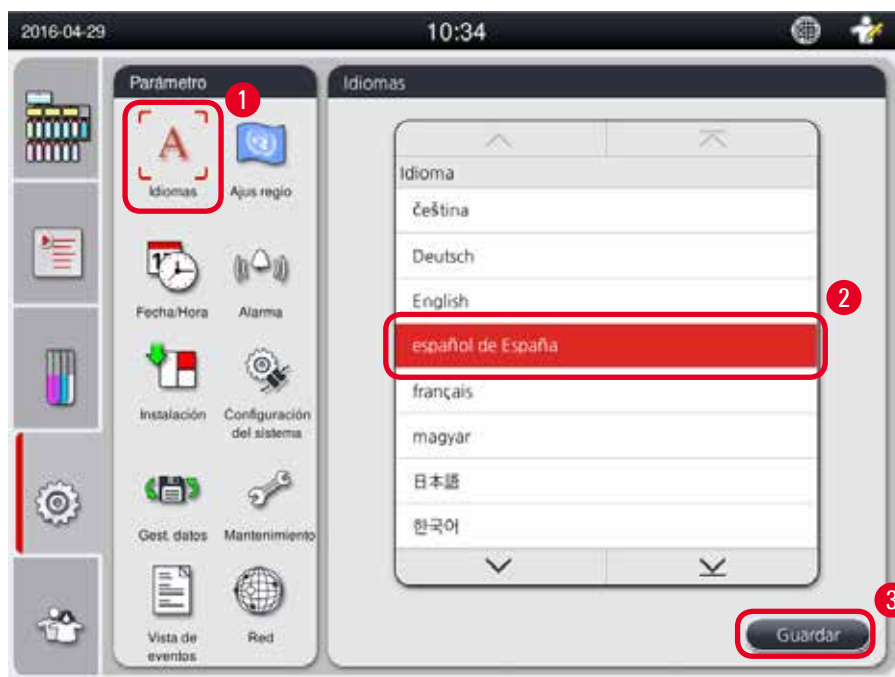 2016-04-29
10:34
Parámetro
1
Idiomas
Idiomas
Ajus regio
Fecha/Hora
Alarma
Instalación
Configuración
del sistema
Gest. datos
Mantenimiento
Vista de
eventos
Red
Idioma
čeština
Deutsch
English
2
español de España
français
magyar
日本語
한국어
3
Guardar